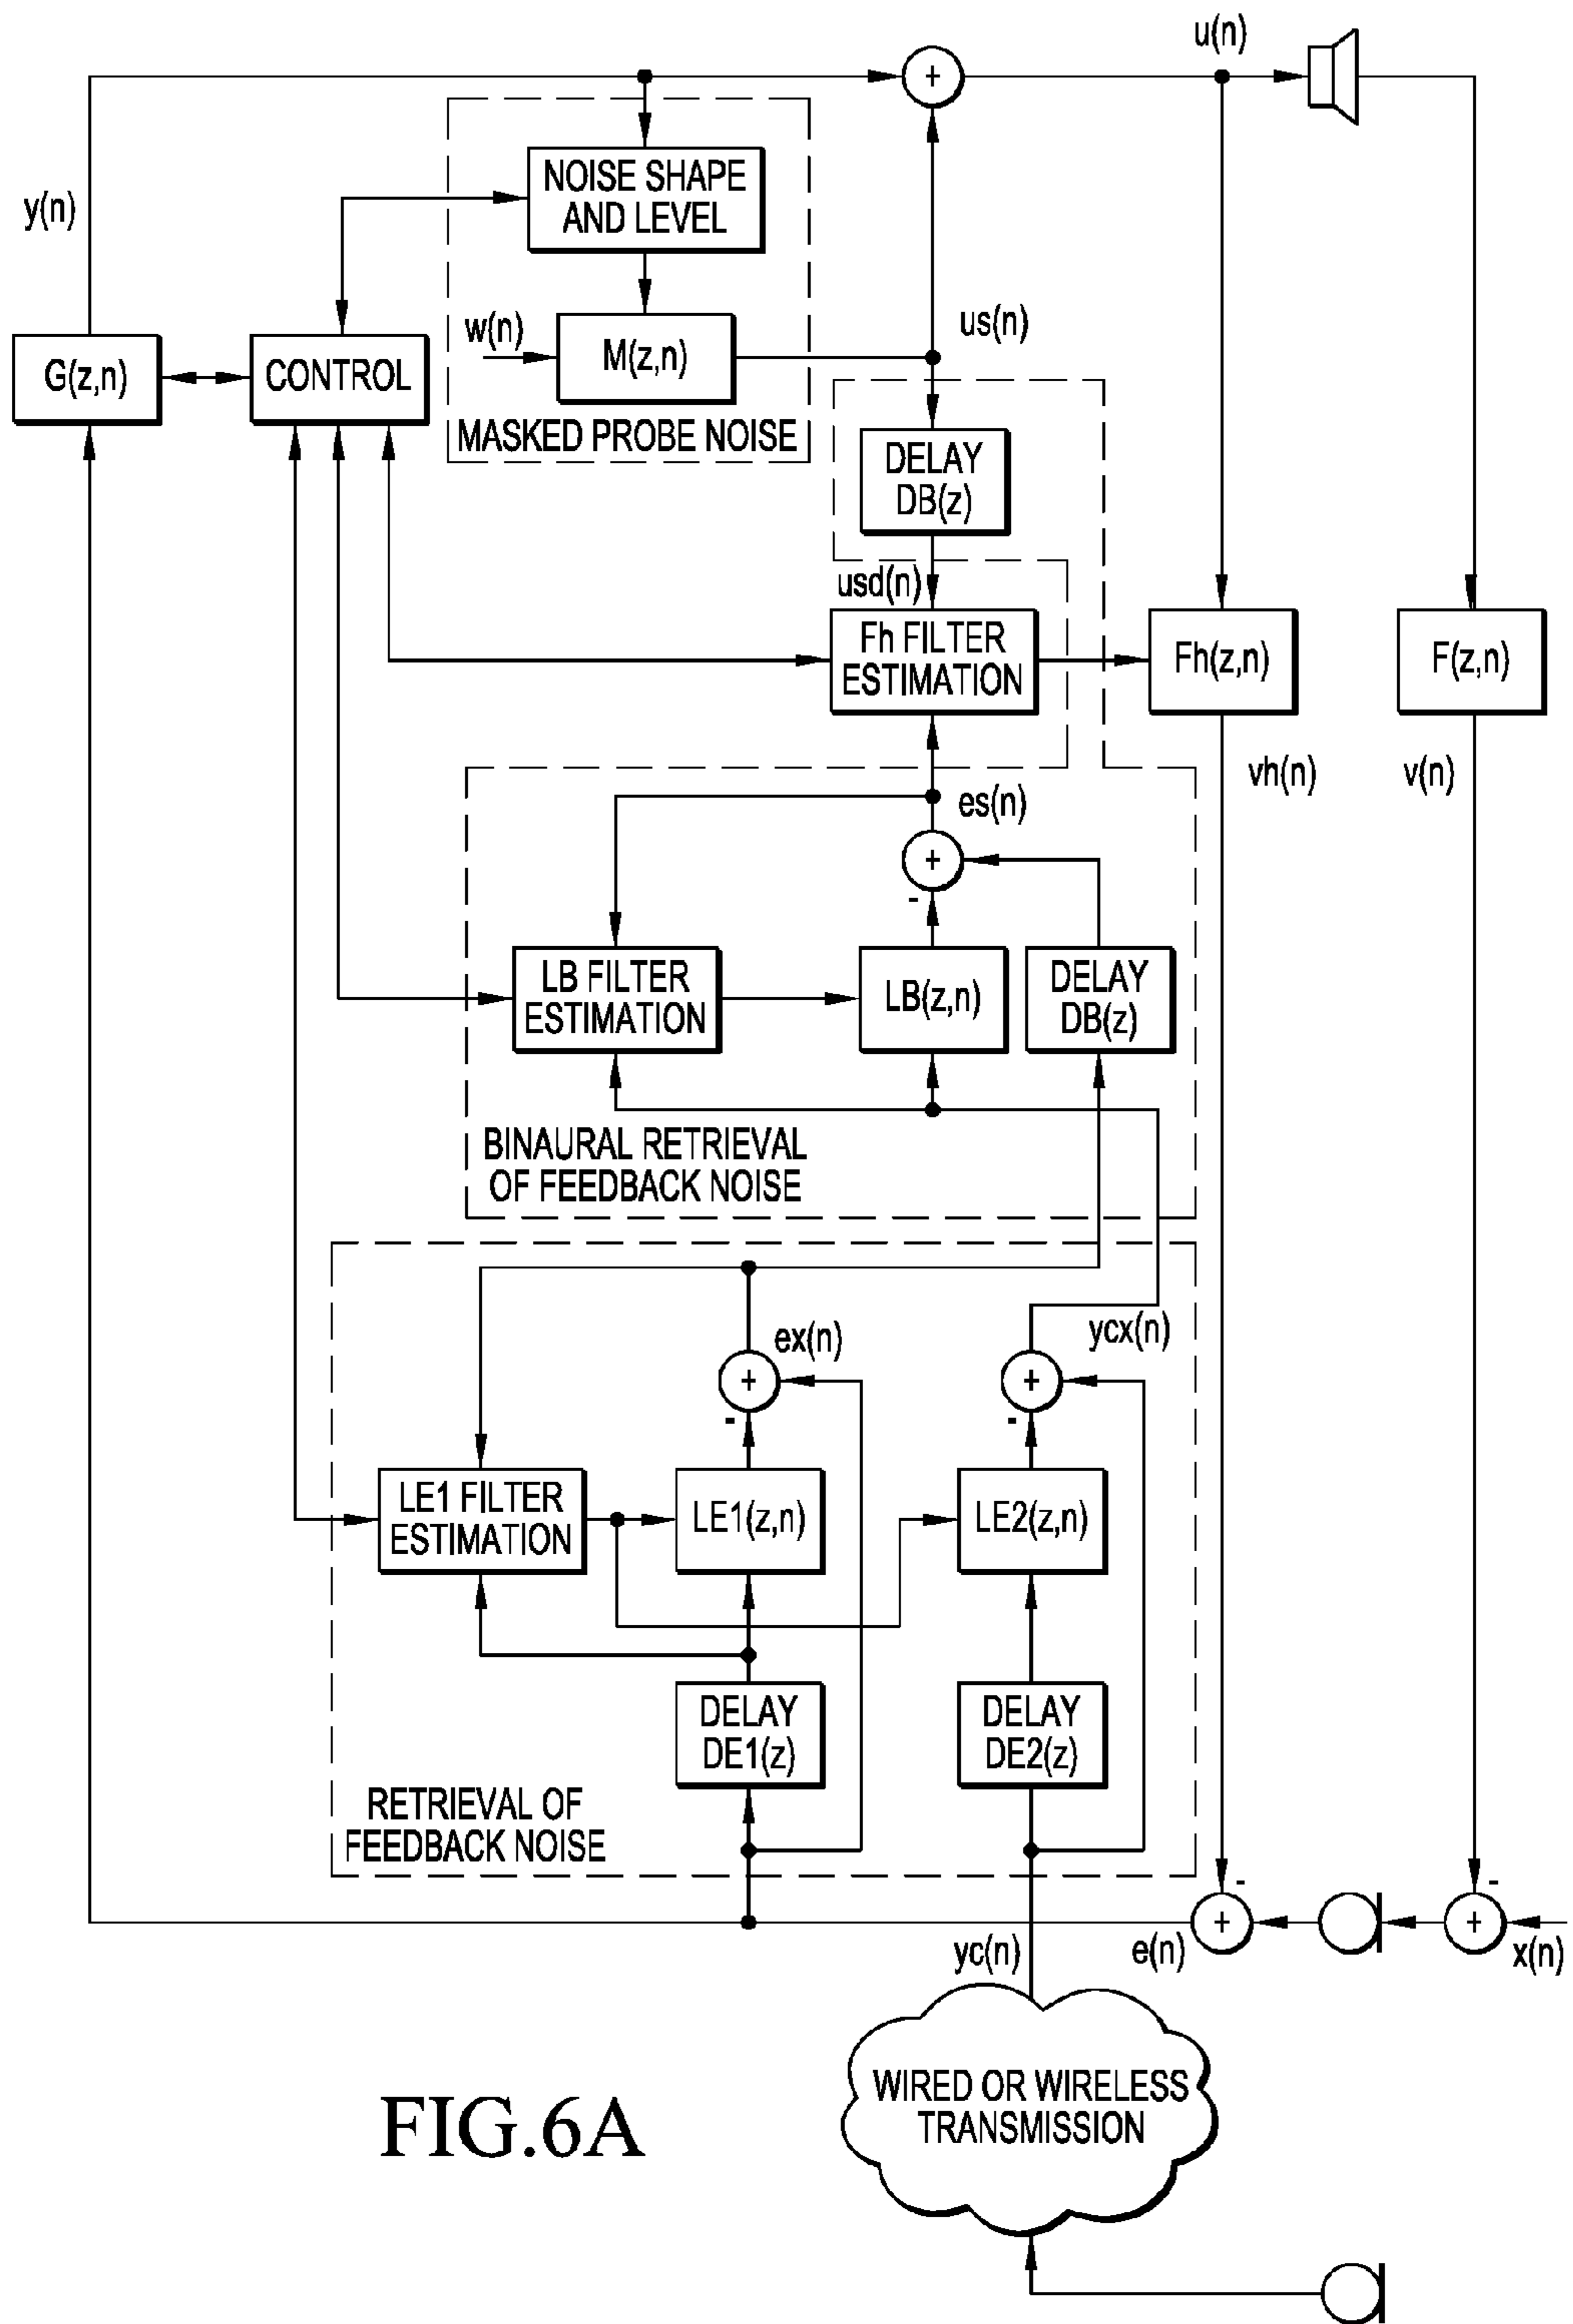 u(n)
+
y(n)
NOISE SHAPE
AND LEVEL
w(n)
M(z,n)
us(n)
G(z,n)
CONTROL
MASKED PROBE NOISE
DELAY
DB(z)
usd(n)
Fh FILTER
ESTIMATION
Fh(z,n)
F(z,n)
vh(n)
v(n)
es(n)
+
-
LB FILTER
ESTIMATION
LB(z,n)
DELAY
DB(z)
BINAURAL RETRIEVAL
OF FEEDBACK NOISE
ex(n)
ycx(n)
+
+
-
-
LE1 FILTER
ESTIMATION
LE1(z,n)
LE2(z,n)
DELAY
DE1(z)
DELAY
DE2(z)
RETRIEVAL OF
FEEDBACK NOISE
-
-
+
+
yc(n)
e(n)
x(n)
WIRED OR WIRELESS
TRANSMISSION
FIG.6A